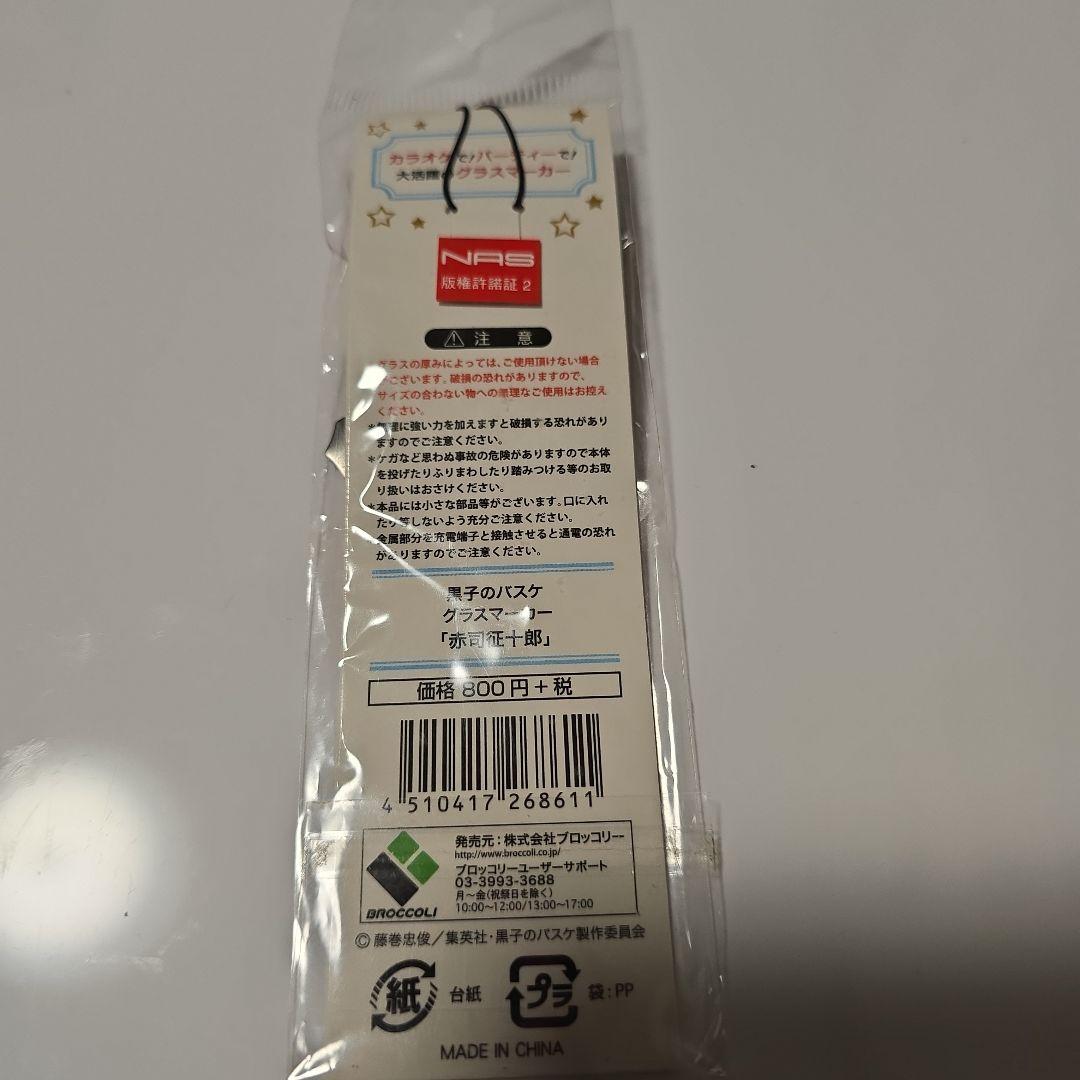 カラオケで!パーティーで!
大活躍のグラスマーカー
NAS
版権許諾証 2
注 意
グラスの厚みによっては、ご使用頂けない場合
がございます。破損の恐れがありますので、
サイズの合わない物への無理なご使用はお控え
ください。
*無理に強い力を加えますと破損する恐れがあり
ますのでご注意ください。
*ケガなど思わぬ事故の危険がありますので本体
を投げたりふりまわしたり踏みつける等のお取
り扱いはおさけください。
*本品には小さな部品等がございます。口に入れ
たり等しないよう充分ご注意ください。
*金属部分を充電端子と接触させると通電の恐れ
がありますのでご注意ください。
黒子のバスケ
グラスマーカー
「赤司征十郎」
価格 800 円 + 税
4 510417 268611
発売元:株式会社ブロッコリー
http://www.broccoli.co.jp/
ブロッコリーユーザーサポート
03-3993-3688
月~金(祝祭日を除く)
10:00~12:00/13:00~17:00
BROCCOLI
© 藤巻忠俊/集英社・黒子のバスケ製作委員会
紙 台紙
プラ 袋:PP
MADE IN CHINA